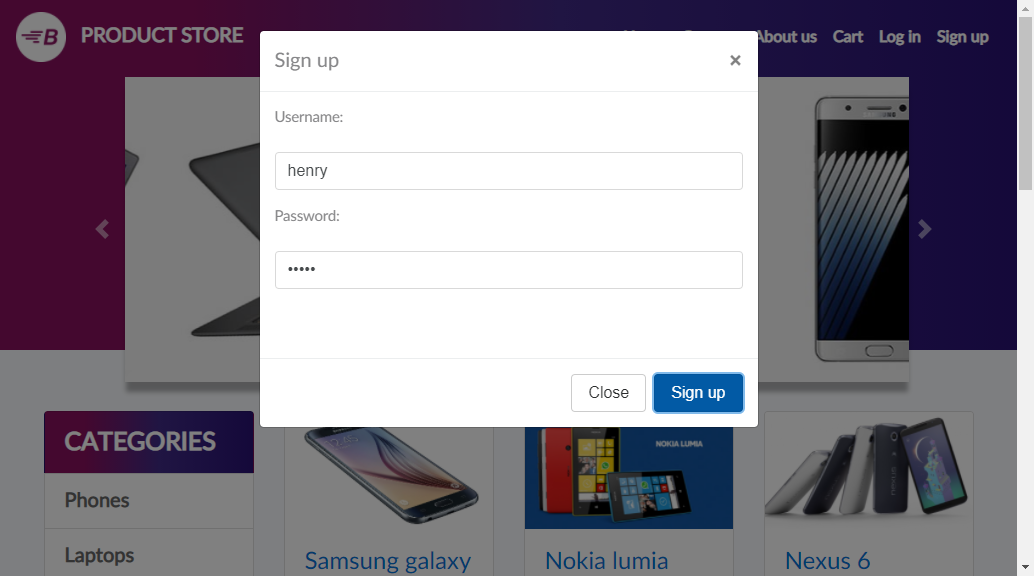 B PRODUCT STORE
About us Cart Log in Sign up
Sign up ×
Username:
henry
Password:
•••••
Close Sign up
SAMSUNG
CATEGORIES
Phones
Laptops
NOKIA LUMIA
Samsung galaxy
Nokia lumia
Nexus 6